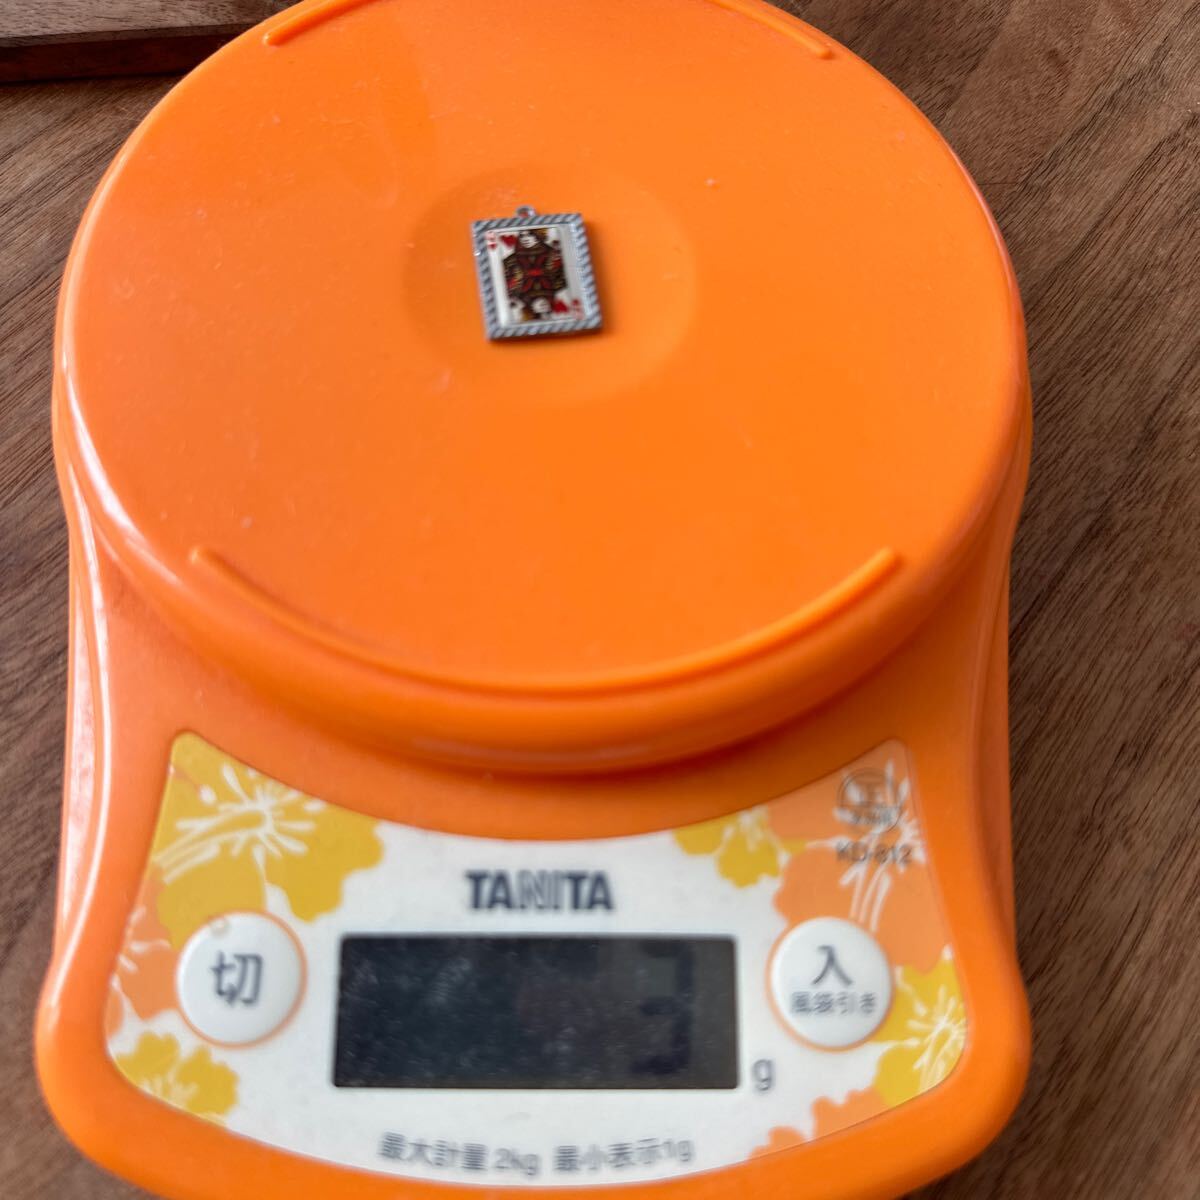 KD-812
TANITA
切
入
風袋引き
3
g
最大計量 2kg 最小表示1g